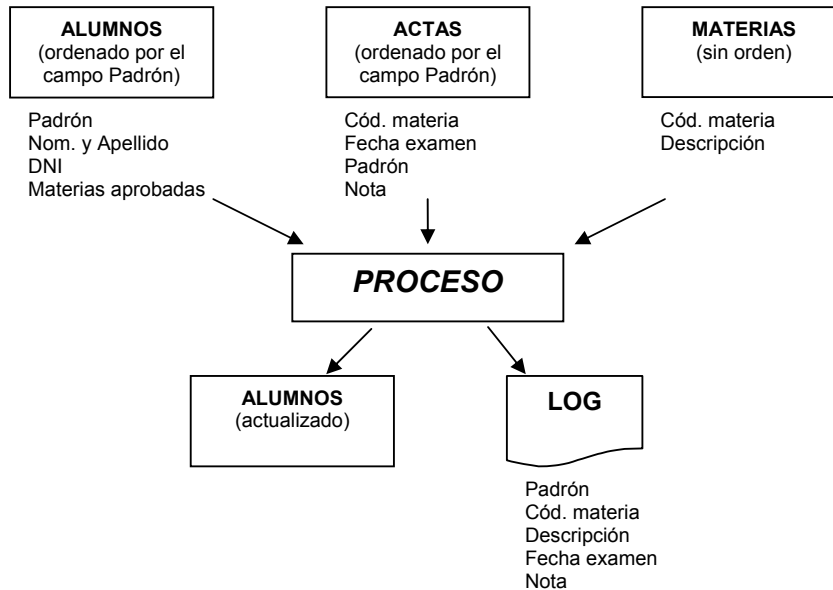 ALUMNOS
(ordenado por el
campo Padrón)
ACTAS
(ordenado por el
campo Padrón)
MATERIAS
(sin orden)
Padrón
Nom. y Apellido
DNI
Materias aprobadas
Cód. materia
Fecha examen
Padrón
Nota
Cód. materia
Descripción
PROCESO
ALUMNOS
(actualizado)
LOG
Padrón
Cód. materia
Descripción
Fecha examen
Nota